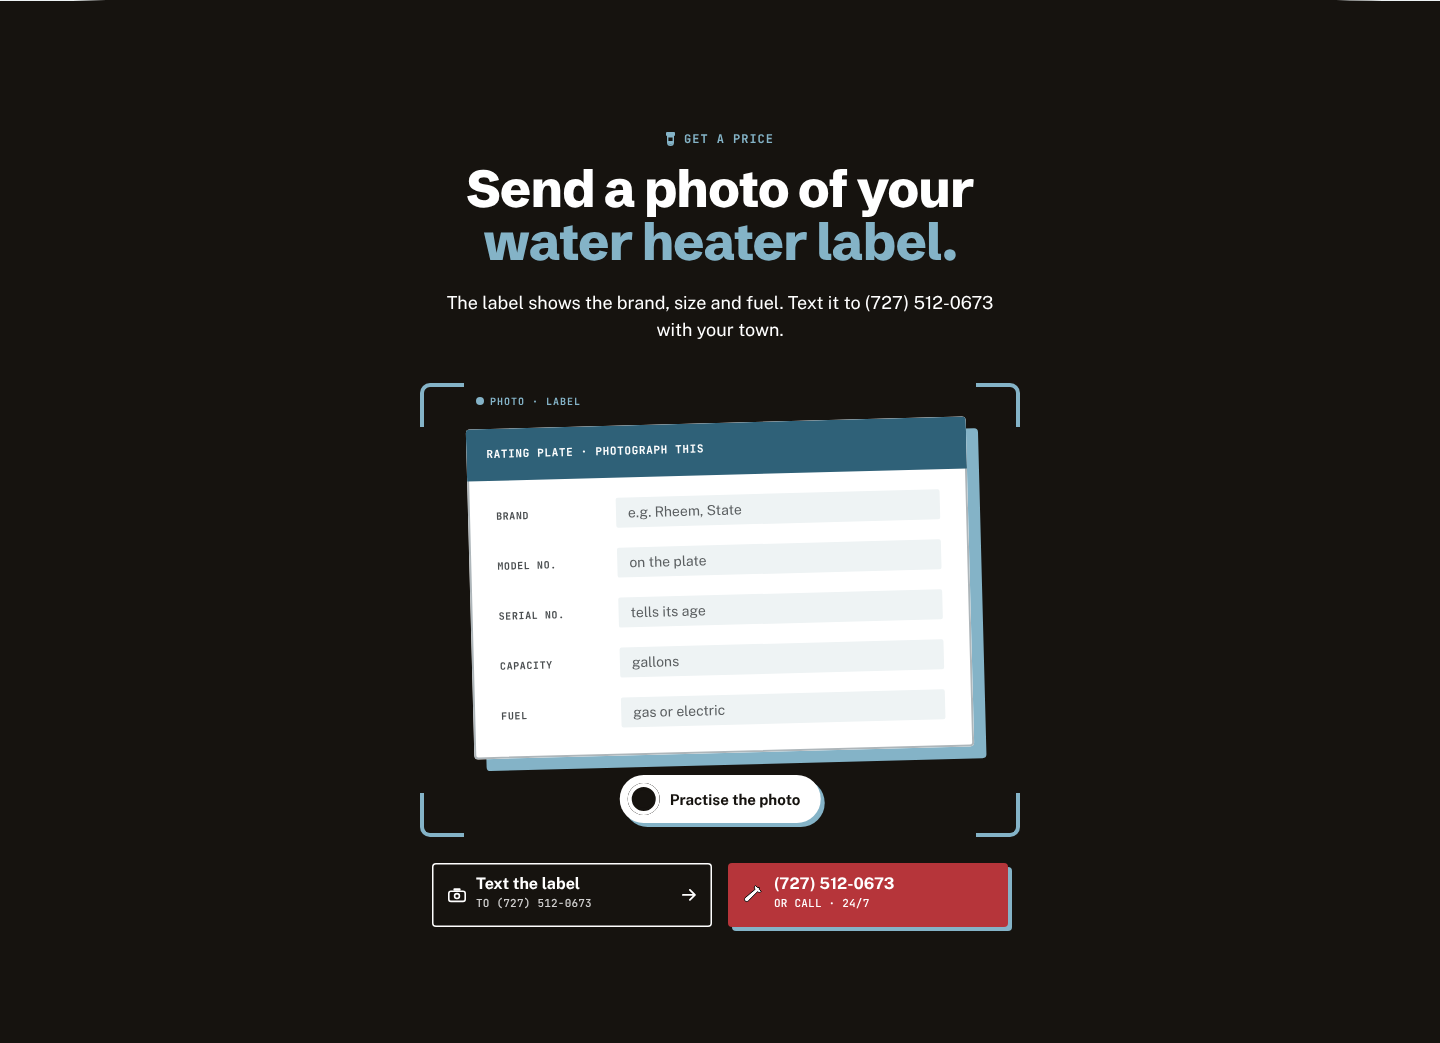 GET A PRICE
Send a photo of your
water heater label.
The label shows the brand, size and fuel. Text it to (727) 512-0673
with your town.
PHOTO · LABEL
RATING PLATE · PHOTOGRAPH THIS
BRAND e.g. Rheem, State
MODEL NO. on the plate
SERIAL NO. tells its age
CAPACITY gallons
FUEL gas or electric
Practise the photo
Text the label
TO (727) 512-0673
(727) 512-0673
OR CALL · 24/7